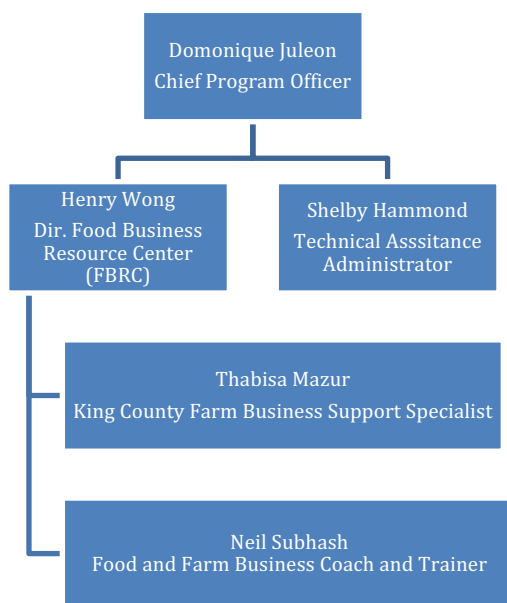 Domonique Juleon
Chief Program Officer
Henry Wong
Dir. Food Business
Resource Center
(FBRC)
Shelby Hammond
Technical Asssitance
Administrator
Thabisa Mazur
King County Farm Business Support Specialist
Neil Subhash
Food and Farm Business Coach and Trainer